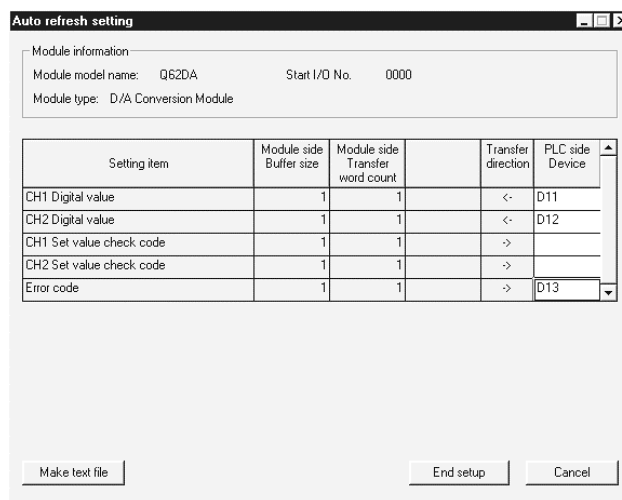 Auto refresh setting
Module information
Module model name: Q62DA Start I/O No. 0000
Module type: D/A Conversion Module
Setting item Module side Buffer size Module side Transfer word count Transfer direction PLC side Device
CH1 Digital value 1 1 <- D11
CH2 Digital value 1 1 <- D12
CH1 Set value check code 1 1 ->
CH2 Set value check code 1 1 ->
Error code 1 1 -> D13
Make text file End setup Cancel